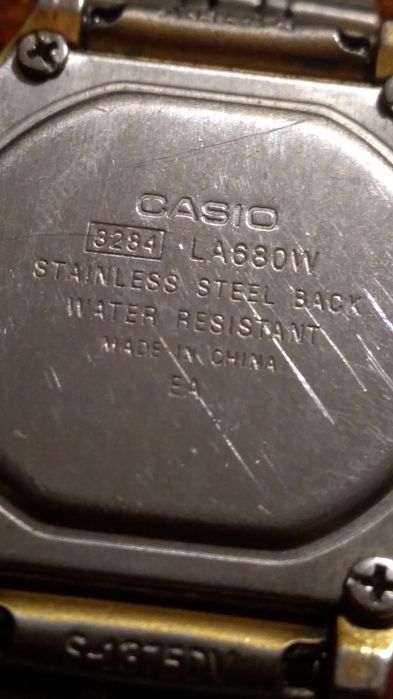 CASIO
3284 LA680W
STAINLESS STEEL BACK
WATER RESISTANT
MADE IN CHINA
EA